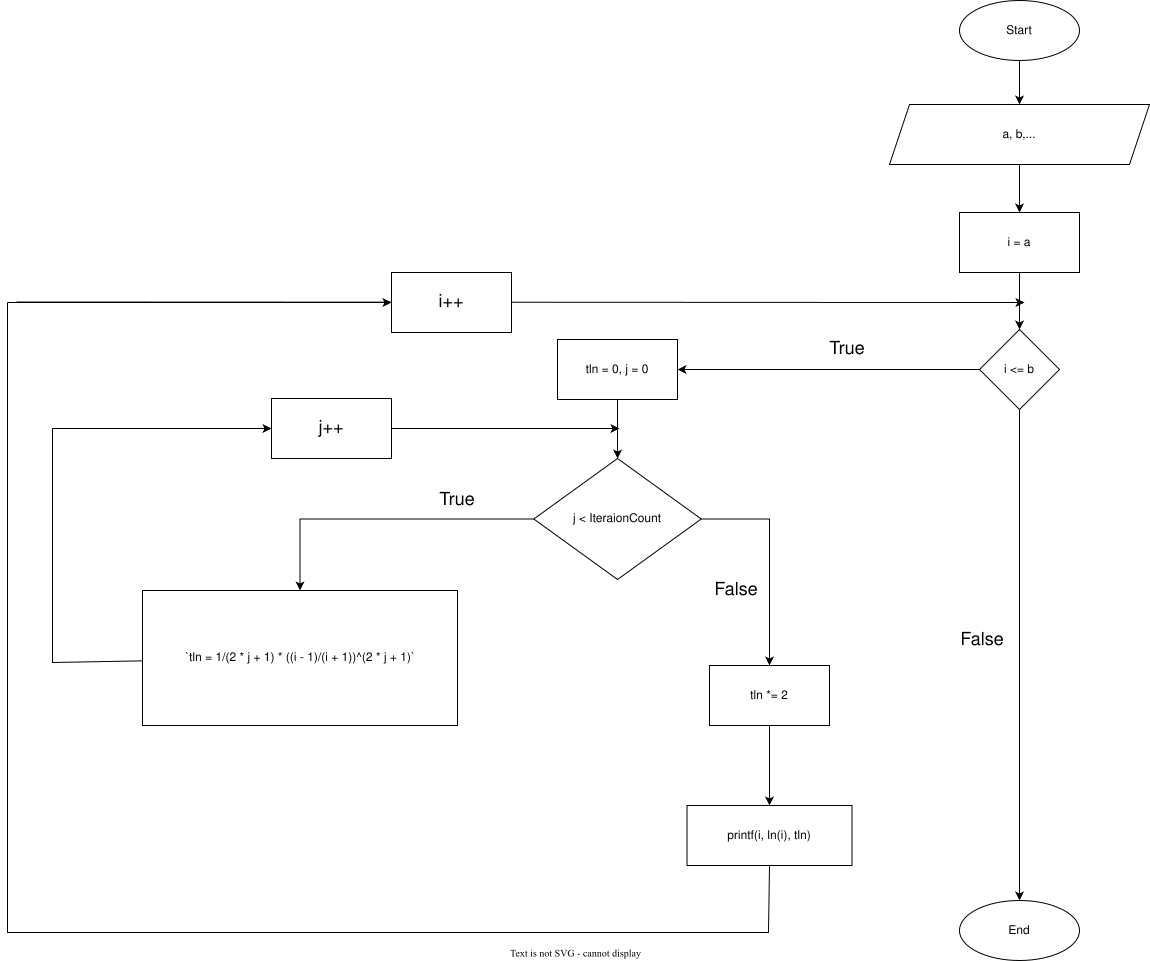 Start
a, b,...
i = a
i++
i <= b
True
tln = 0, j = 0
j++
j < IteraionCount
True
False
`tln = 1/(2 * j + 1) * ((i - 1)/(i + 1))^(2 * j + 1)`
tln *= 2
False
printf(i, ln(i), tln)
End
Text is not SVG - cannot display